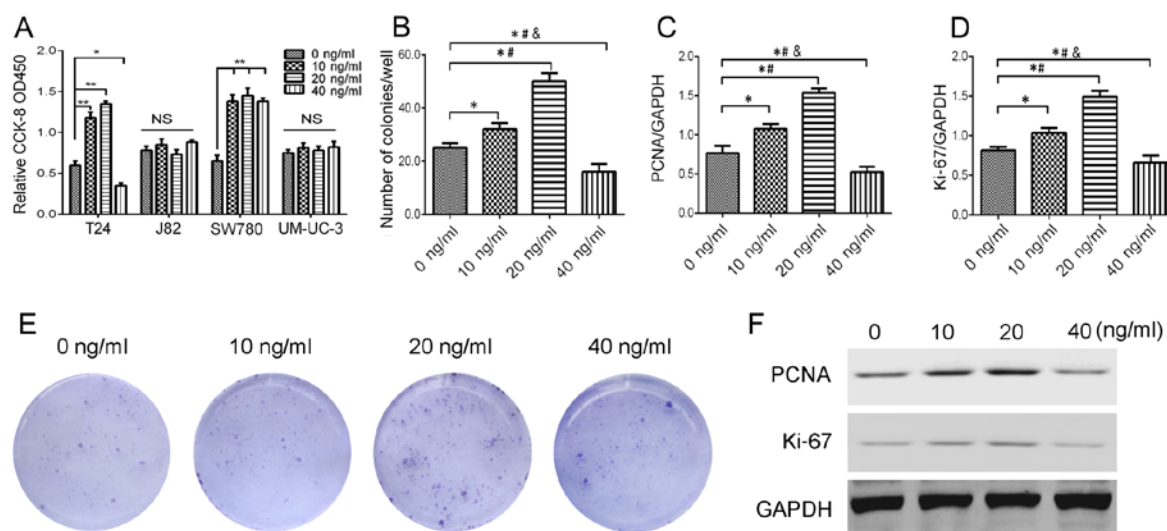 A
Relative CCK-8 OD450
2.0
1.5
1.0
0.5
0.0
*
**
**
NS
**
NS
0 ng/ml
10 ng/ml
20 ng/ml
40 ng/ml
T24
J82
SW780
UM-UC-3
B
Number of colonies/well
60.0
40.0
20.0
0.0
*# &
*#
*
0 ng/ml
10 ng/ml
20 ng/ml
40 ng/ml
C
PCNA/GAPDH
2.0
1.5
1.0
0.5
0.0
*# &
*#
*
0 ng/ml
10 ng/ml
20 ng/ml
40 ng/ml
D
Ki-67/GAPDH
2.0
1.5
1.0
0.5
0.0
*# &
*#
*
0 ng/ml
10 ng/ml
20 ng/ml
40 ng/ml
E
0 ng/ml 10 ng/ml 20 ng/ml 40 ng/ml
F
0 10 20 40 (ng/ml)
PCNA
Ki-67
GAPDH